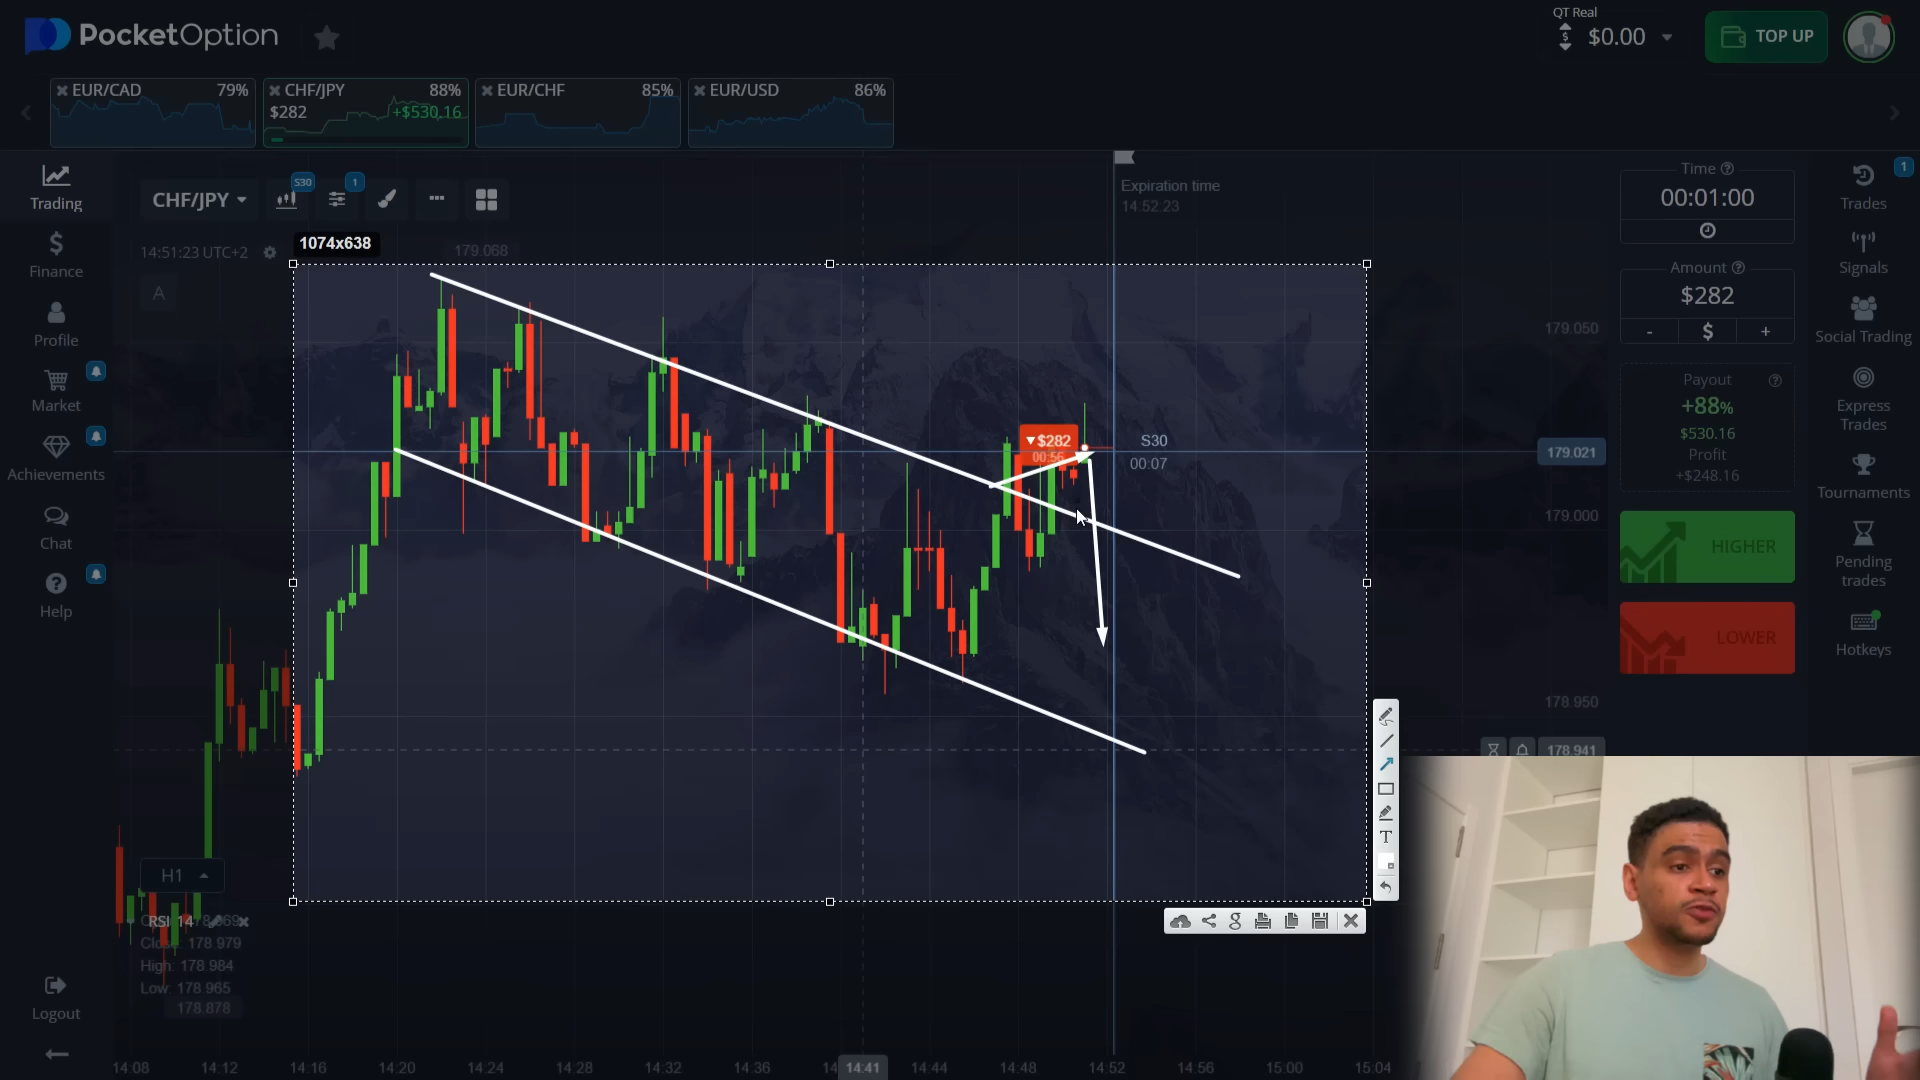 PocketOption
QT Real
$0.00
TOP UP
EUR/CAD 79%
CHF/JPY 88%
$282 +$530.16
EUR/CHF 85%
EUR/USD 86%
Trading
Finance
Profile
Market
Achievements
Chat
Help
Logout
CHF/JPY
S30
1
14:51:23 UTC+2
1074x638
179.068
A
Expiration time
14:52:23
$282
00:56
S30
00:07
179.050
179.021
179.000
178.950
178.941
Time
00:01:00
Amount
$282
- $ +
Payout
+88%
$530.16
Profit
+$248.16
HIGHER
LOWER
1
Trades
Signals
Social Trading
Express
Trades
Tournaments
Pending
trades
Hotkeys
T
g
H1
RSI 14
Close: 178.979
High: 178.984
Low: 178.965
178.878
14:08 14:12 14:16 14:20 14:24 14:28 14:32 14:36 14:41 14:44 14:48 14:52 14:56 15:00 15:04